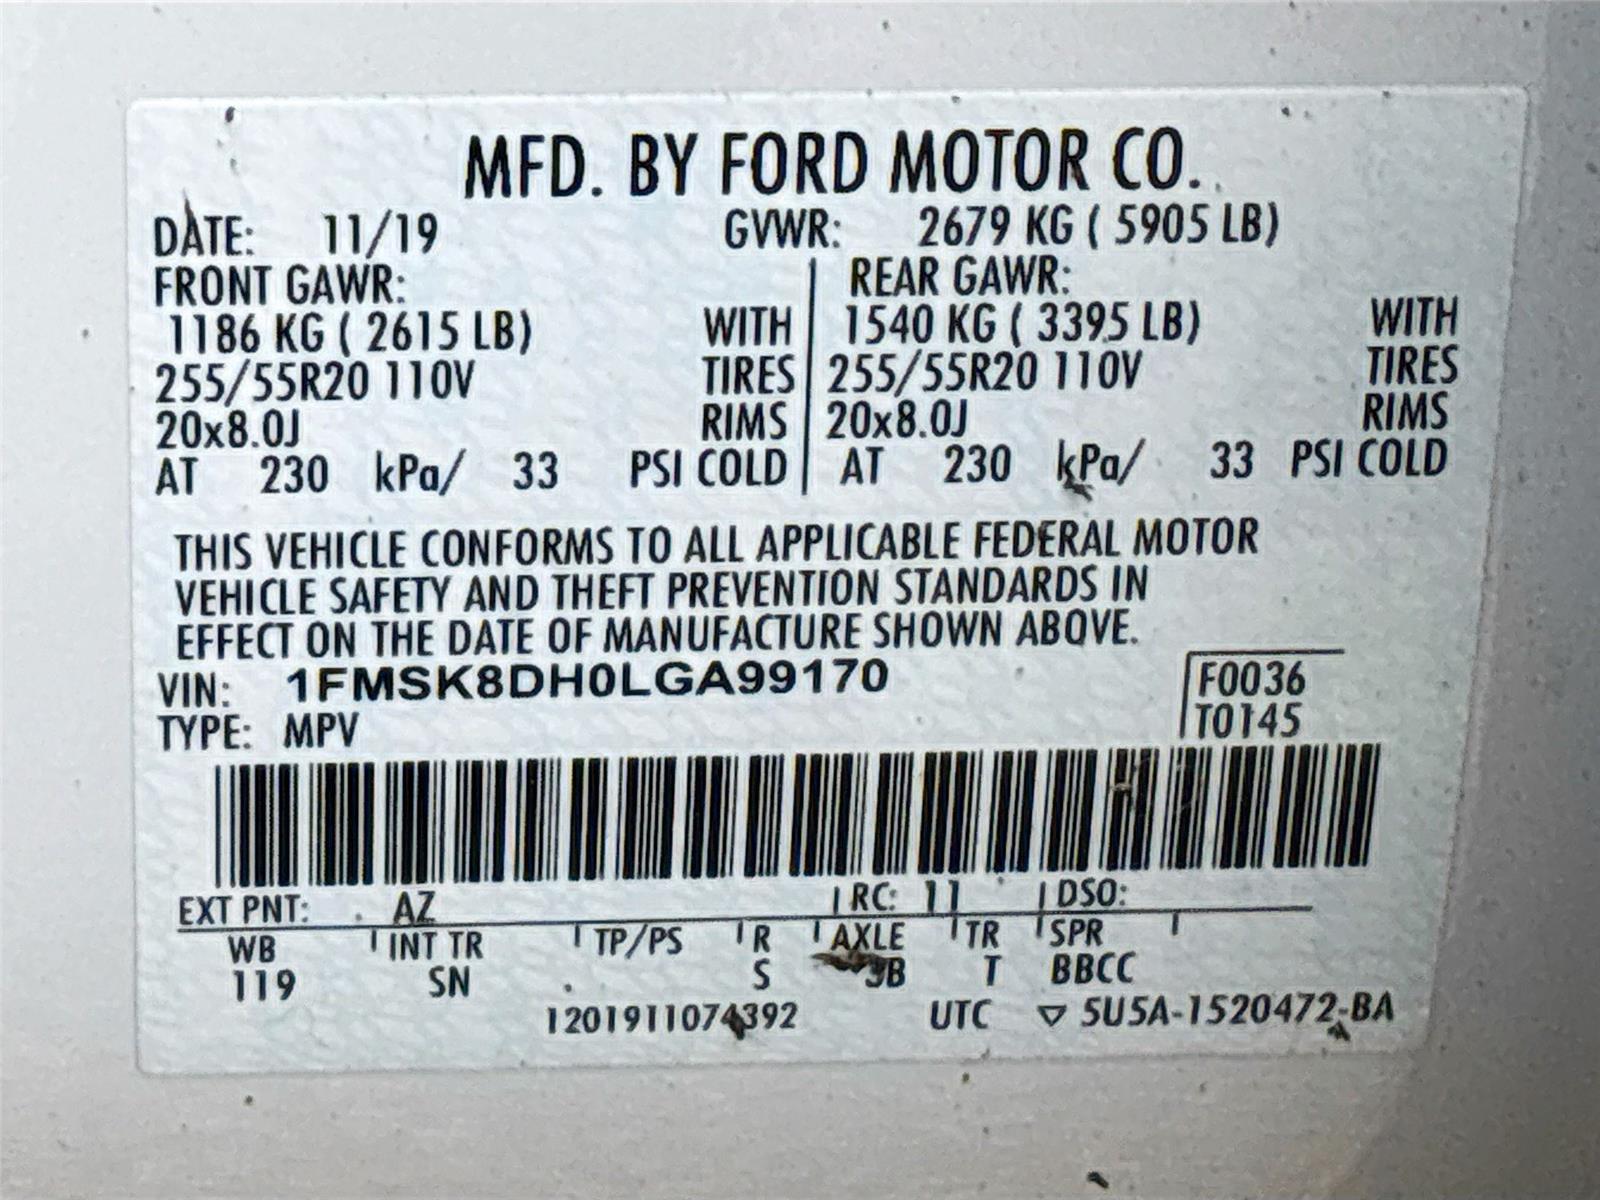 MFD. BY FORD MOTOR CO.
DATE: 11/19 GVWR: 2679 KG ( 5905 LB)
FRONT GAWR: REAR GAWR:
1186 KG ( 2615 LB) WITH 1540 KG ( 3395 LB) WITH
255/55R20 110V TIRES 255/55R20 110V TIRES
20x8.0J RIMS 20x8.0J RIMS
AT 230 kPa/ 33 PSI COLD AT 230 kPa/ 33 PSI COLD
THIS VEHICLE CONFORMS TO ALL APPLICABLE FEDERAL MOTOR
VEHICLE SAFETY AND THEFT PREVENTION STANDARDS IN
EFFECT ON THE DATE OF MANUFACTURE SHOWN ABOVE.
VIN: 1FMSK8DH0LGA99170 F0036
TYPE: MPV T0145
EXT PNT: AZ RC: 11 DSO:
WB INT TR TP/PS R AXLE TR SPR
119 SN S T BBCC
1201911074392 UTC ▽ 5U5A-1520472-BA